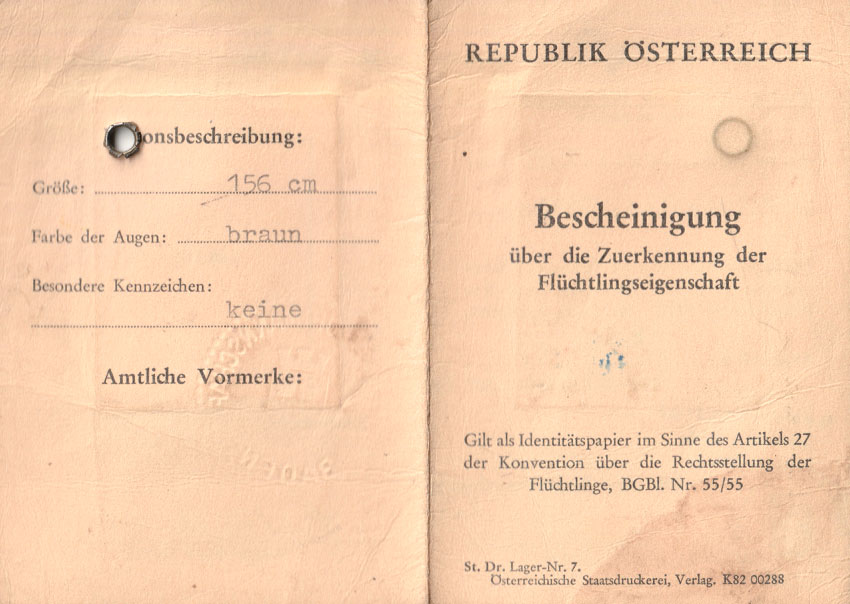 onsbeschreibung:
Größe: 156 cm
Farbe der Augen: braun
Besondere Kennzeichen:
keine
Amtliche Vormerke:
REPUBLIK ÖSTERREICH
Bescheinigung
über die Zuerkennung der
Flüchtlingseigenschaft
Gilt als Identitätspapier im Sinne des Artikels 27
der Konvention über die Rechtsstellung der
Flüchtlinge, BGBl. Nr. 55/55
St. Dr. Lager-Nr. 7.
Österreichische Staatsdruckerei, Verlag. K82 00288